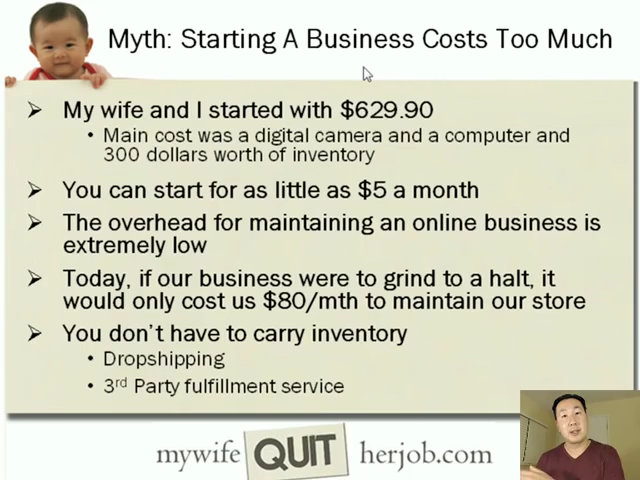 Myth: Starting A Business Costs Too Much
My wife and I started with $629.90
Main cost was a digital camera and a computer and
300 dollars worth of inventory
You can start for as little as $5 a month
The overhead for maintaining an online business is
extremely low
Today, if our business were to grind to a halt, it
would only cost us $80/mth to maintain our store
You don't have to carry inventory
Dropshipping
3rd Party fulfillment service
mywife QUIT herjob.com